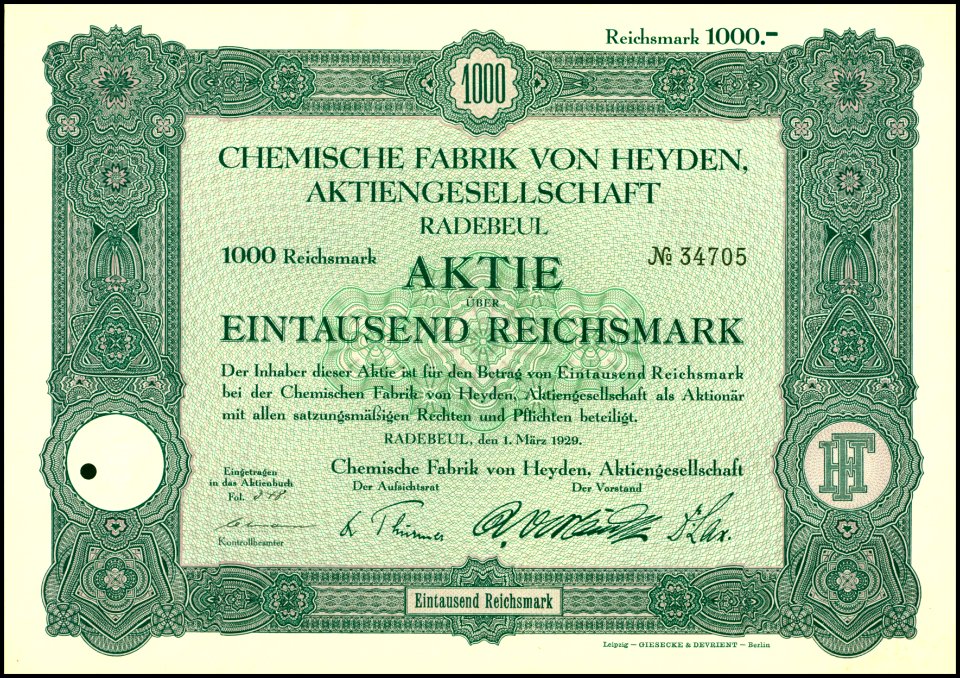 Reichsmark 1000.-
1000
CHEMISCHE FABRIK VON HEYDEN,
AKTIENGESELLSCHAFT
RADEBEUL
1000 Reichsmark
№ 34705
AKTIE
ÜBER
EINTAUSEND REICHSMARK
Der Inhaber dieser Aktie ist für den Betrag von Eintausend Reichsmark
bei der Chemischen Fabrik von Heyden, Aktiengesellschaft als Aktionär
mit allen satzungsmäßigen Rechten und Pflichten beteiligt.
RADEBEUL, den 1. März 1929.
Eingetragen
in das Aktienbuch
Fol.
Kontrollbeamter
Chemische Fabrik von Heyden, Aktiengesellschaft
Der Aufsichtsrat Der Vorstand
Eintausend Reichsmark
Leipzig – GIESECKE & DEVRIENT – Berlin